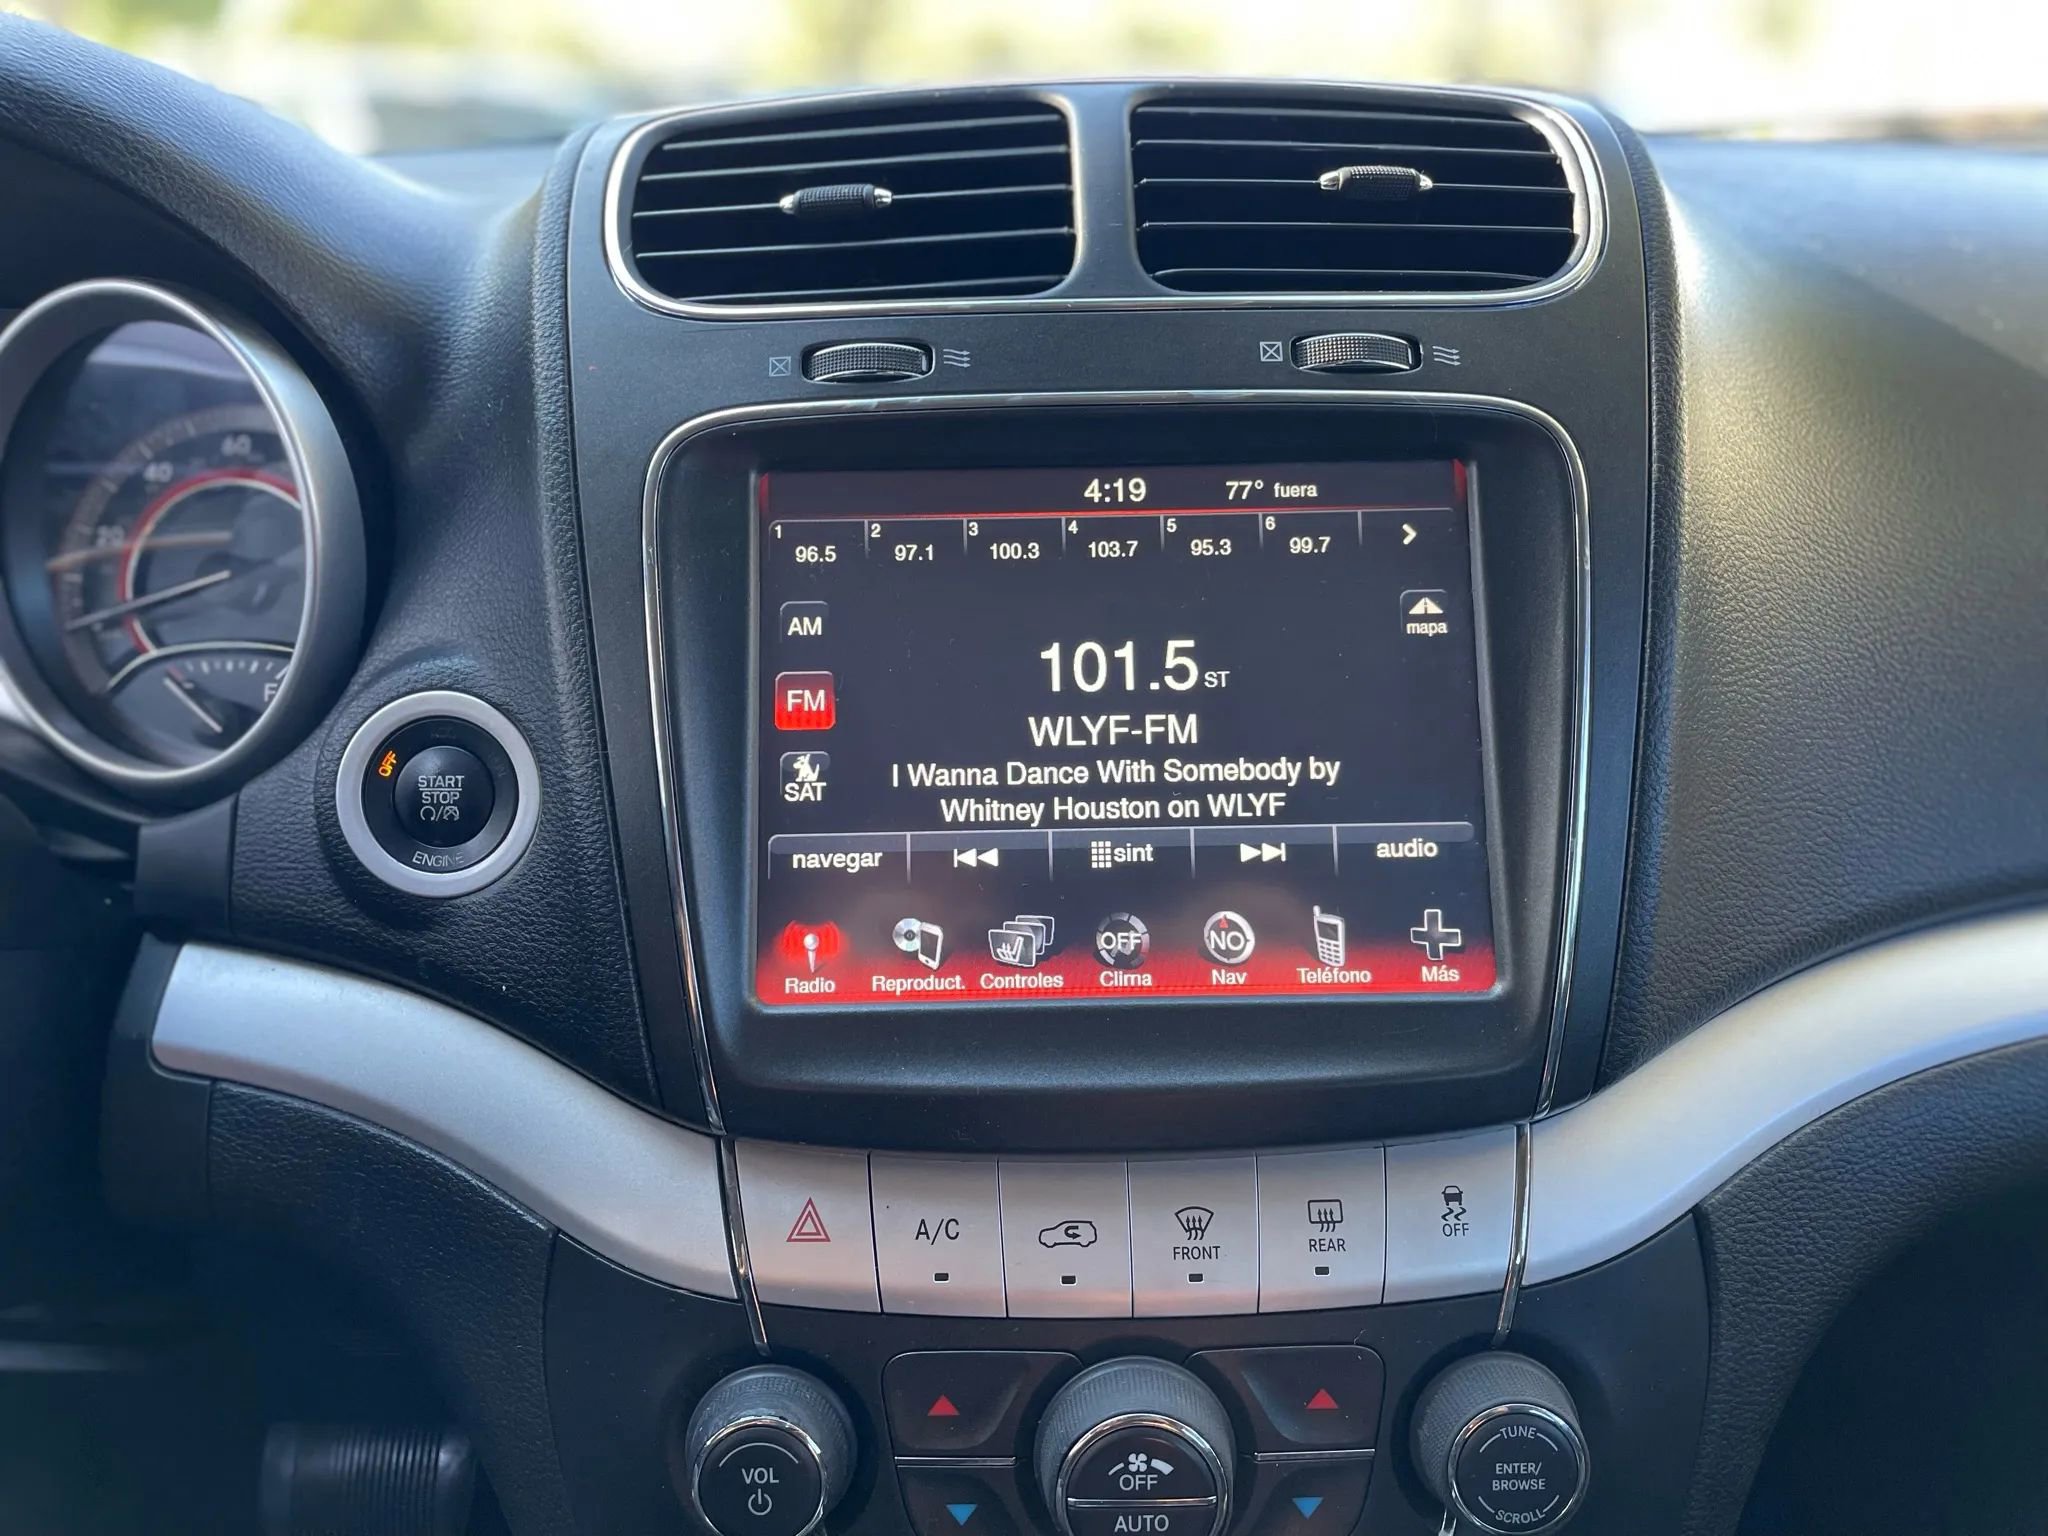 4:19 77° fuera
1 96.5 2 97.1 3 100.3 4 103.7 5 95.3 6 99.7
AM
mapa
101.5 ST
FM
WLYF-FM
I Wanna Dance With Somebody by
SAT
Whitney Houston on WLYF
navegar sint audio
OFF NO
Radio Reproduct. Controles Clima Nav Teléfono Más
60
40
20
F
OFF
START
STOP
ENGINE
A/C FRONT REAR OFF
VOL
OFF
AUTO
TUNE
ENTER/
BROWSE
SCROLL